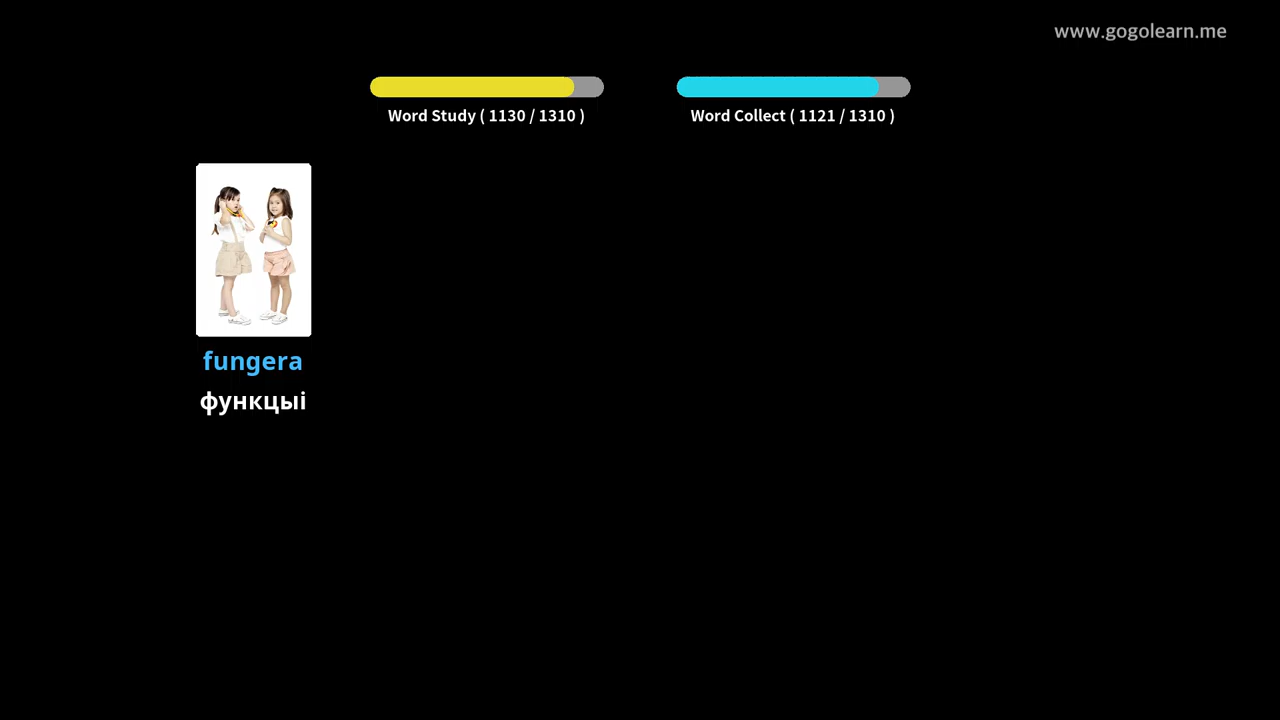 www.gogolearn.me
Word Study ( 1130 / 1310 )
Word Collect ( 1121 / 1310 )
fungera
функцыі